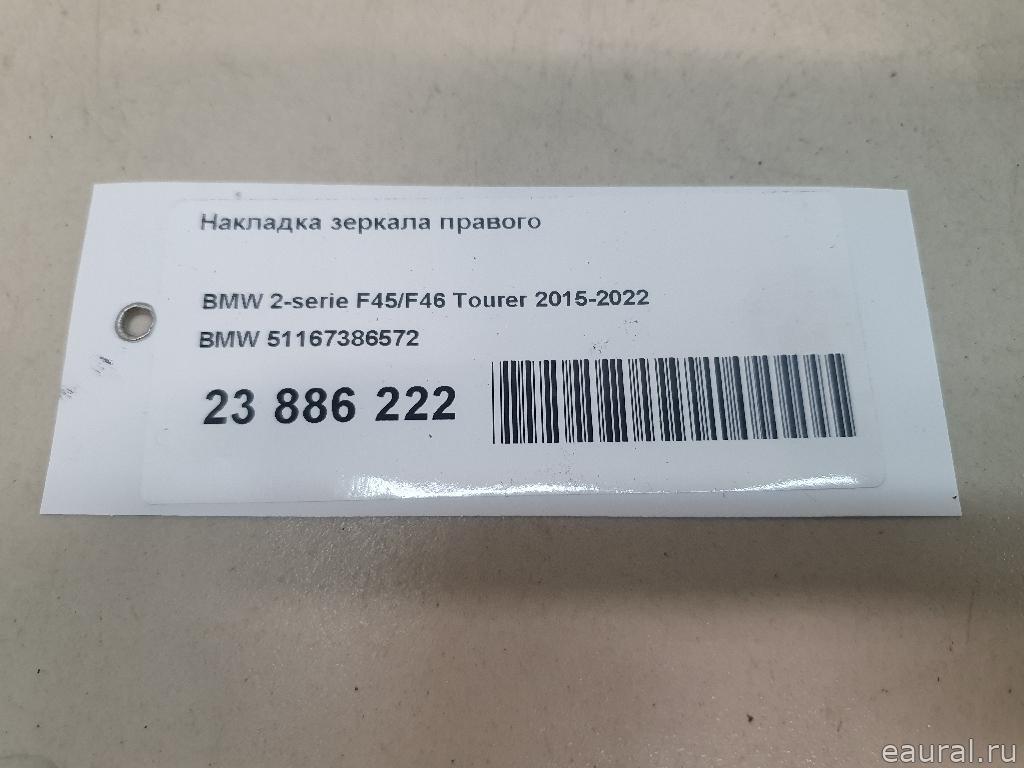 Накладка зеркала правого
BMW 2-serie F45/F46 Tourer 2015-2022
BMW 51167386572
23 886 222
eaural.ru